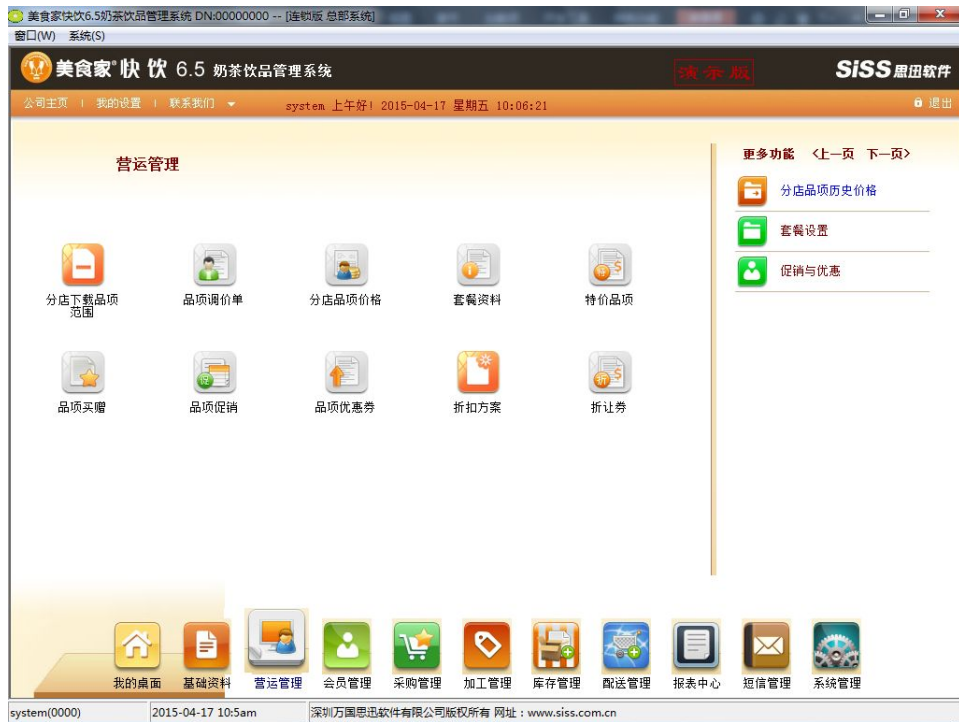 美食家快饮6.5奶茶饮品管理系统 DN:00000000 -- [连锁版 总部系统]
窗口(W) 系统(S)
美食家®快饮 6.5 奶茶饮品管理系统
演示版
SiSS思迅软件
公司主页 | 我的设置 | 联系我们
system 上午好! 2015-04-17 星期五 10:06:21
退出
营运管理
更多功能 〈上一页 下一页〉
分店品项历史价格
套餐设置
促销与优惠
分店下载品项范围
品项调价单
分店品项价格
套餐资料
特价品项
品项买赠
品项促销
品项优惠券
折扣方案
折让券
我的桌面
基础资料
营运管理
会员管理
采购管理
加工管理
库存管理
配送管理
报表中心
短信管理
系统管理
system(0000)
2015-04-17 10:5am
深圳万国思迅软件有限公司版权所有 网址：www.siss.com.cn